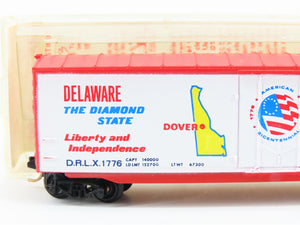 DELAWARE
THE DIAMOND
STATE
Liberty and
Independence
D.R.L.X.1776
CAPY 140000
LD LMT 152700 LT WT 67300
DOVER
AMERICAN
1776
BICENTENNIAL